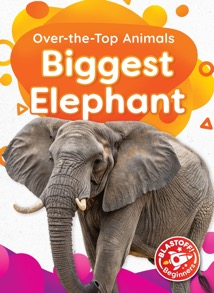 Over-the-Top Animals
Biggest
Elephant
BLASTOFF!
Beginners